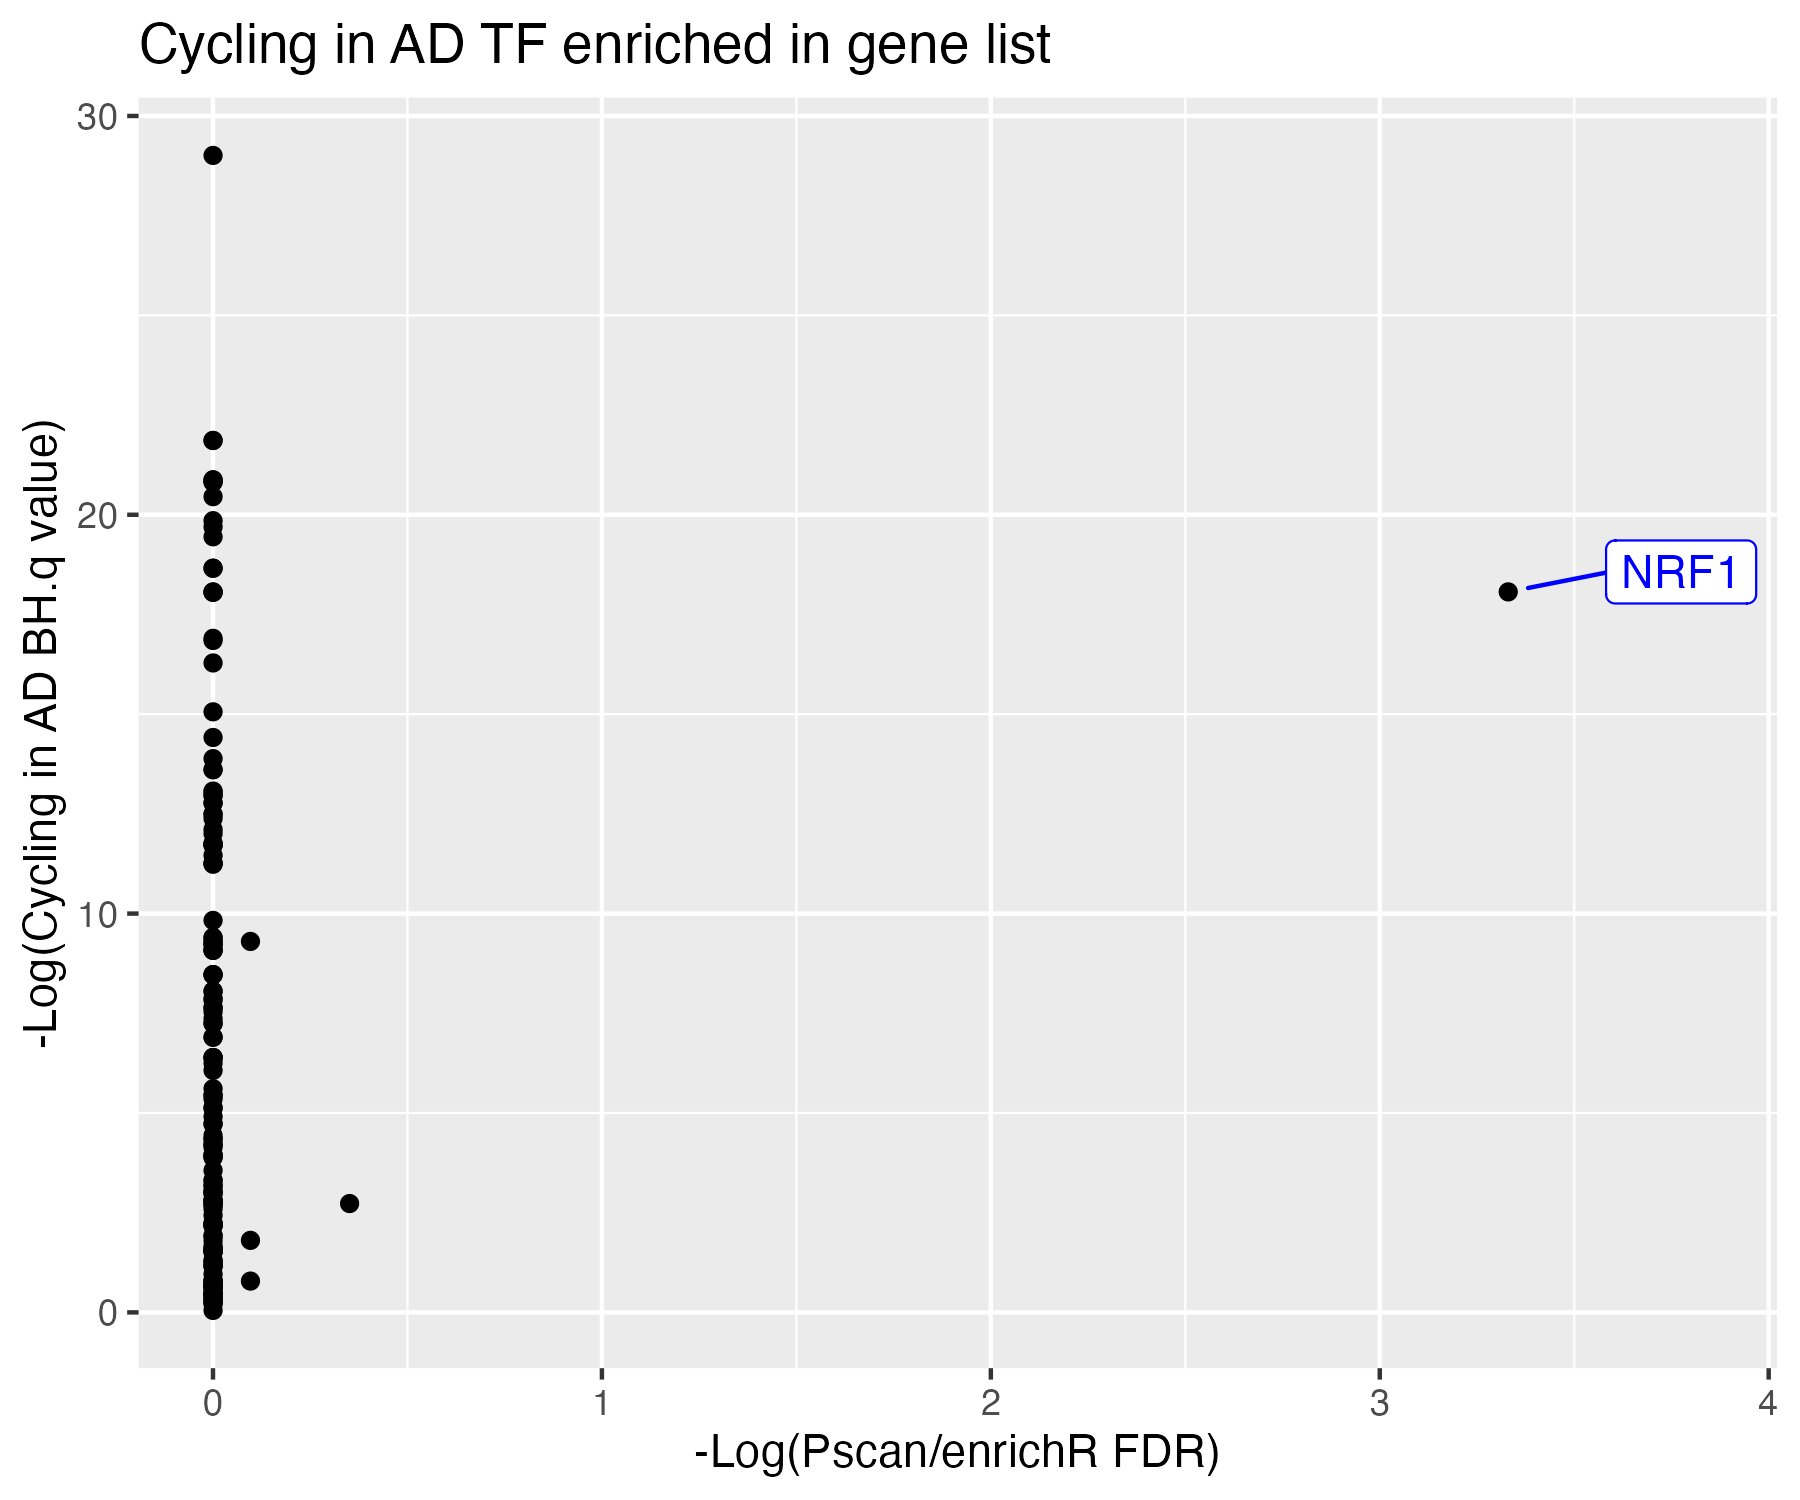 Cycling in AD TF enriched in gene list
-Log(Cycling in AD BH.q value)
30
20
10
0
NRF1
0
1
2
3
4
-Log(Pscan/enrichR FDR)